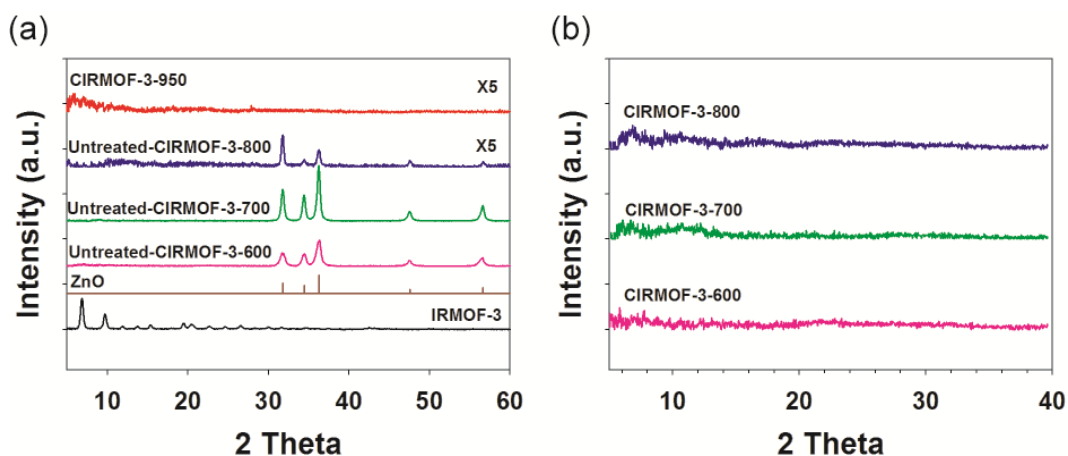 (a)
Intensity (a.u.)
CIRMOF-3-950
X5
Untreated-CIRMOF-3-800
X5
Untreated-CIRMOF-3-700
Untreated-CIRMOF-3-600
ZnO
IRMOF-3
10 20 30 40 50 60
2 Theta
(b)
Intensity (a.u.)
CIRMOF-3-800
CIRMOF-3-700
CIRMOF-3-600
10 20 30 40
2 Theta